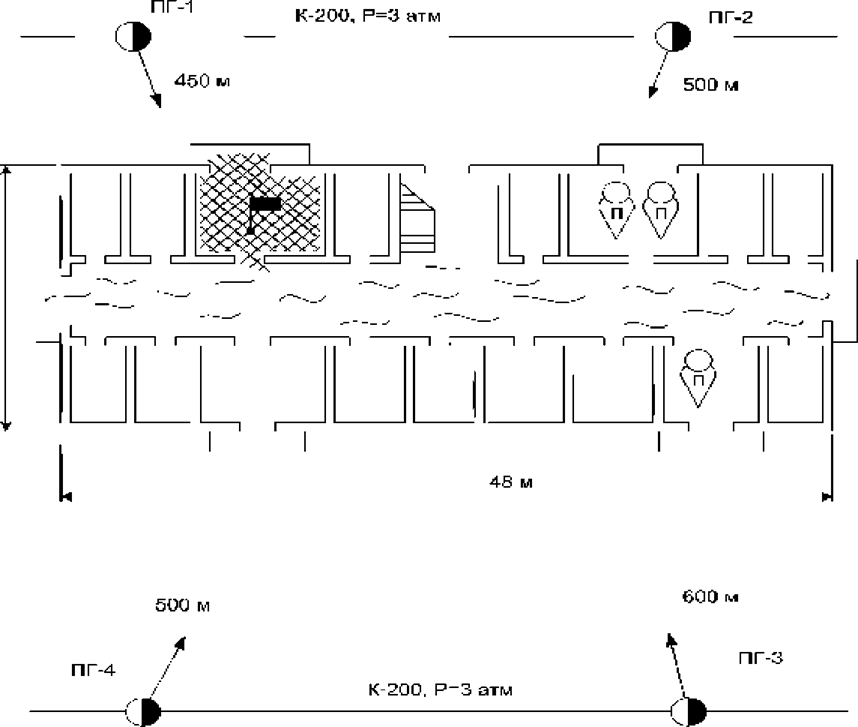 ПГ-1
К-200, Р=3 атм
ПГ-2
450 м
500 м
П
П
П
48 м
500 м
600 м
ПГ-4
ПГ-3
К-200, Р=3 атм